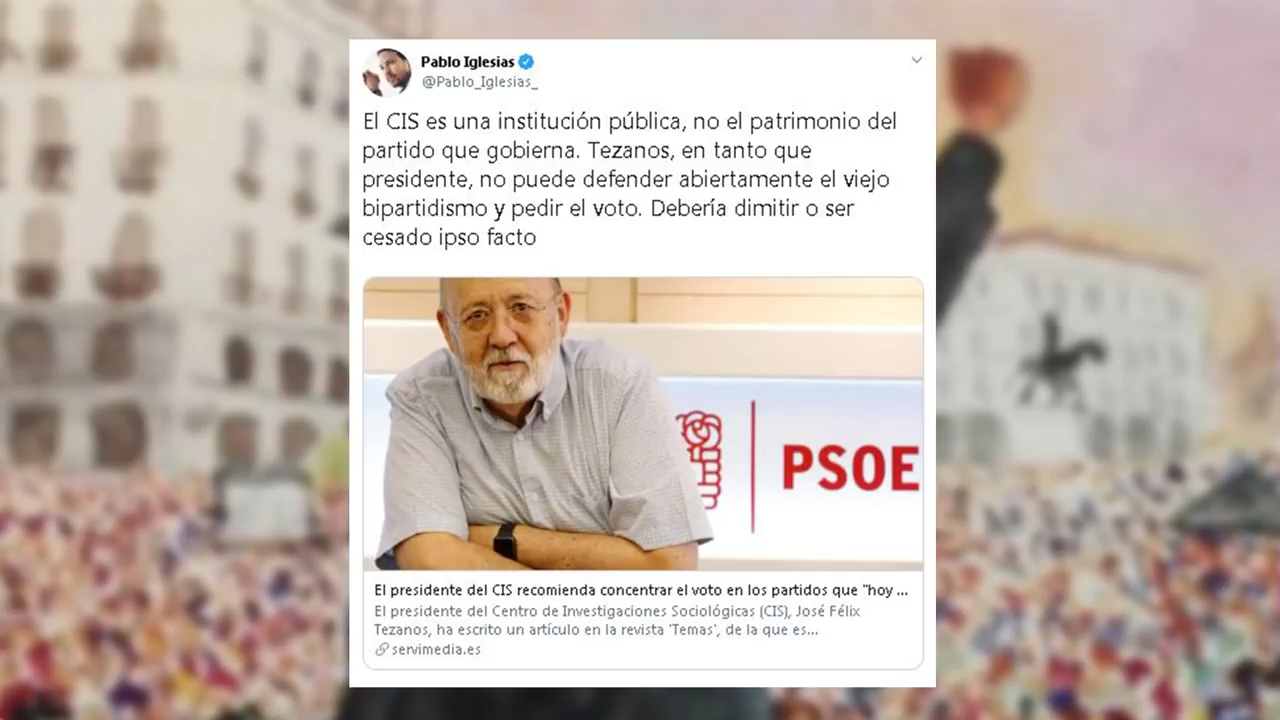 Pablo Iglesias
@Pablo_Iglesias_
El CIS es una institución pública, no el patrimonio del
partido que gobierna. Tezanos, en tanto que
presidente, no puede defender abiertamente el viejo
bipartidismo y pedir el voto. Debería dimitir o ser
cesado ipso facto
PSOE
El presidente del CIS recomienda concentrar el voto en los partidos que "hoy ...
El presidente del Centro de Investigaciones Sociológicas (CIS), José Félix
Tezanos, ha escrito un artículo en la revista 'Temas', de la que es...
servimedia.es